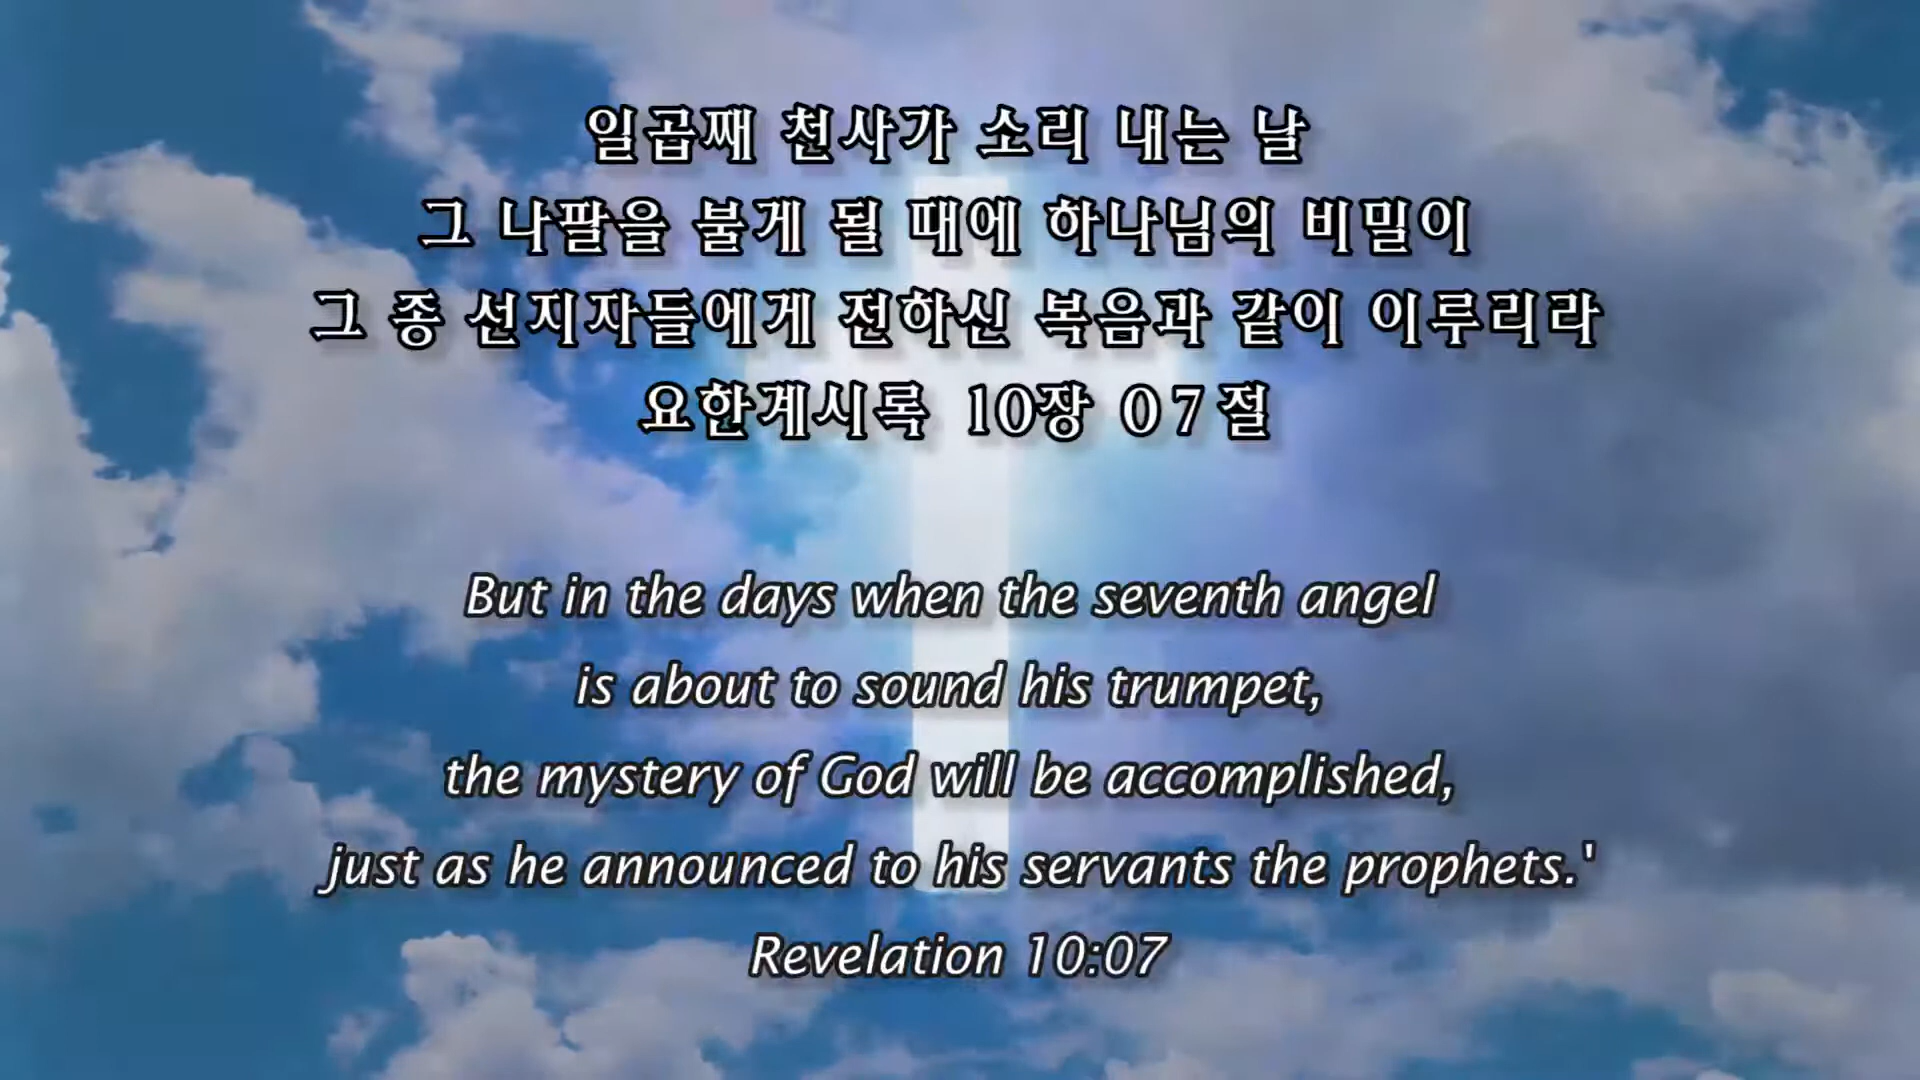 일곱째 천사가 소리 내는 날
그 나팔을 불게 될 때에 하나님의 비밀이
그 종 선지자들에게 전하신 복음과 같이 이루리라
요한계시록 10장 07절
But in the days when the seventh angel
is about to sound his trumpet,
the mystery of God will be accomplished,
just as he announced to his servants the prophets.'
Revelation 10:07